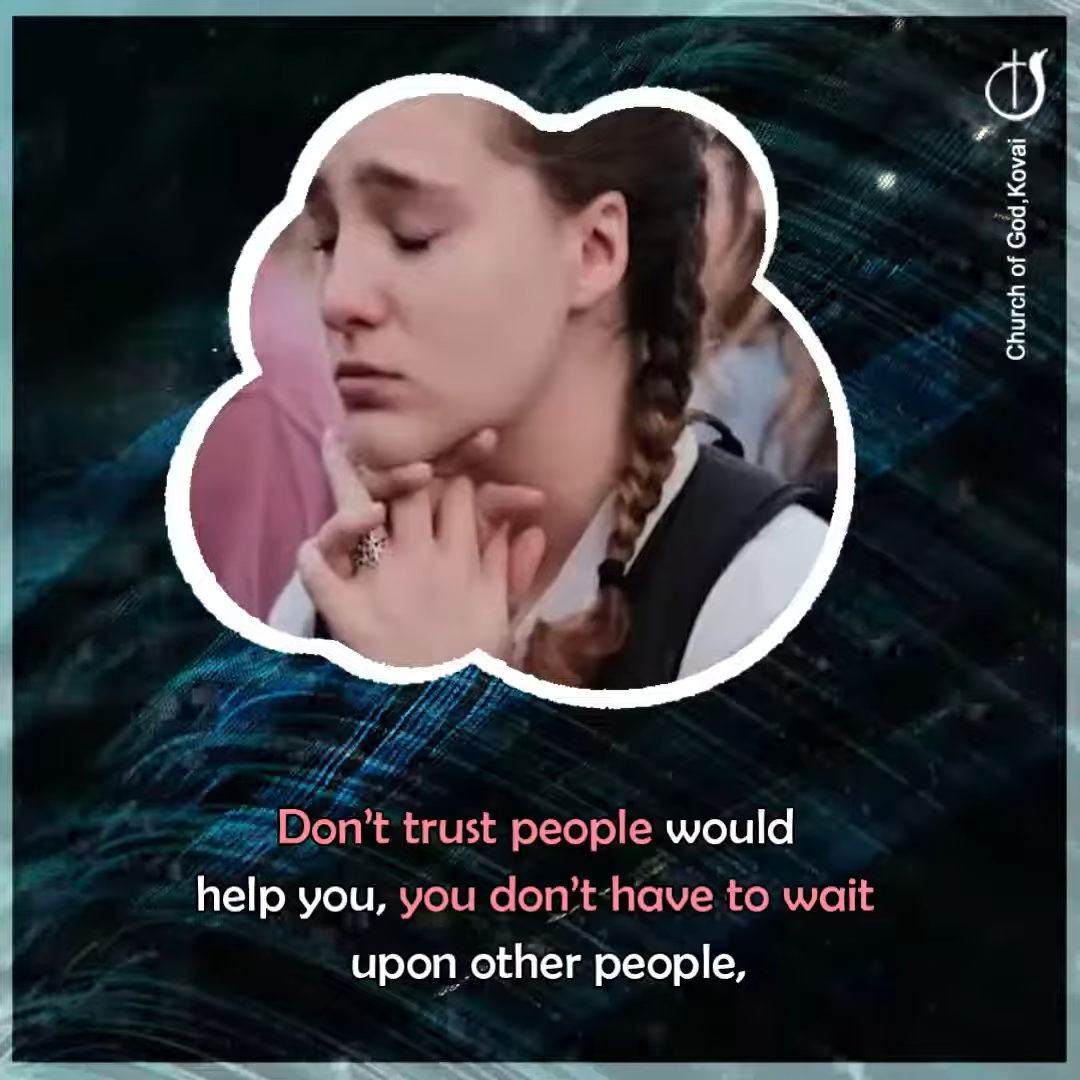 Church of God,Kovai
Don't trust people would
help you, you don't have to wait
upon other people,